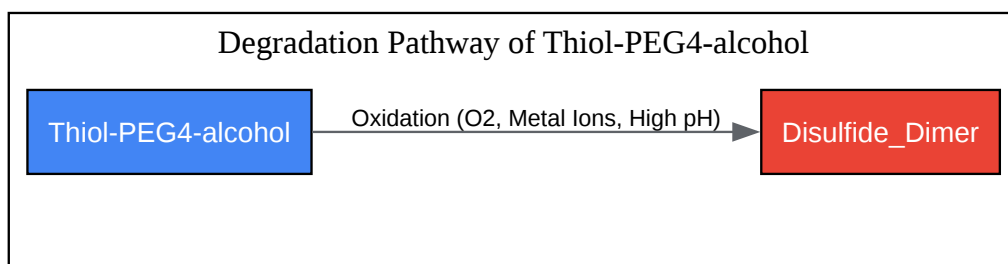 Degradation Pathway of Thiol-PEG4-alcohol
Thiol-PEG4-alcohol
Oxidation (O2, Metal Ions, High pH)
Disulfide_Dimer